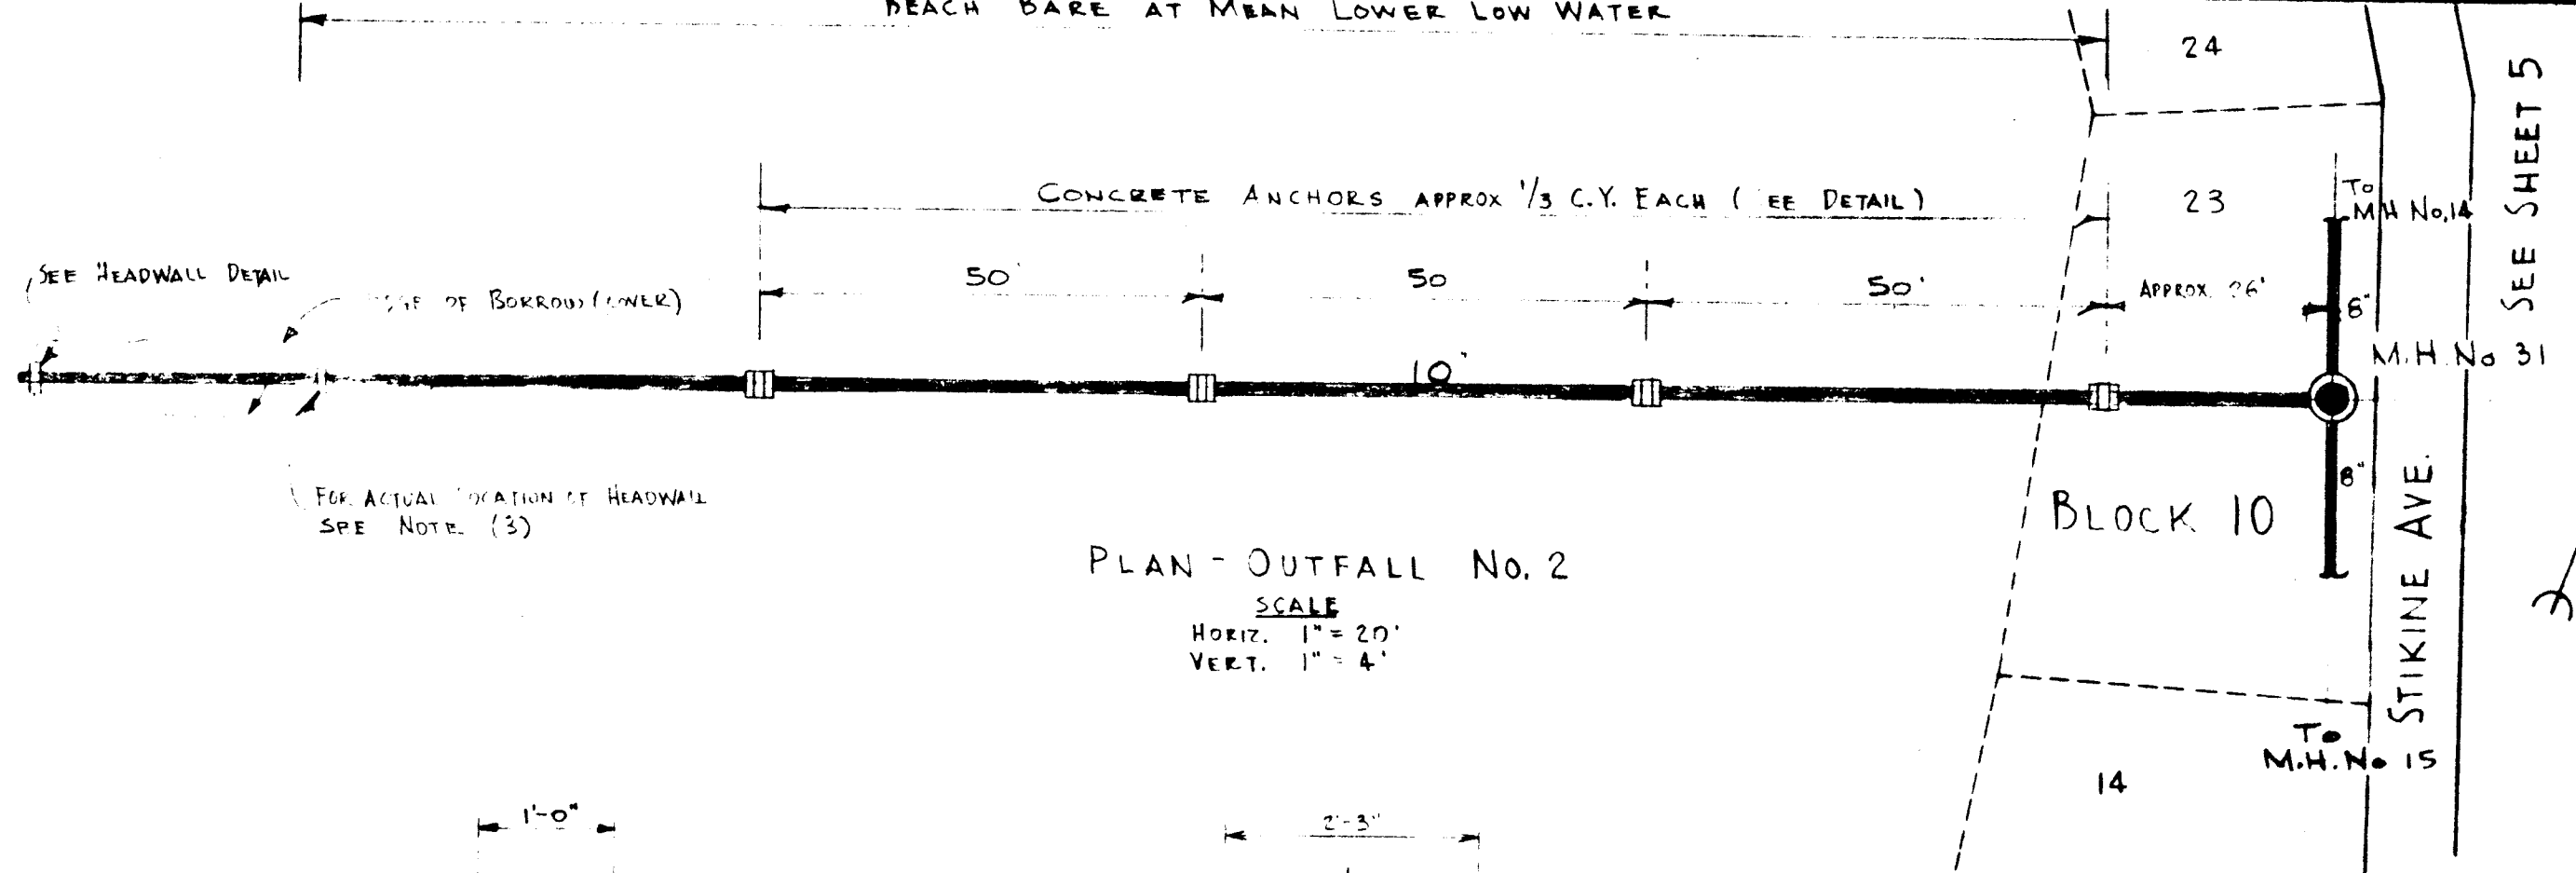 BEACH BARE AT MEAN LOWER LOW WATER
24
SEE SHEET 5
CONCRETE ANCHORS APPROX 1/3 C.Y. EACH ( EE DETAIL )
23
TO
M H No. 14
SEE HEADWALL DETAIL
OF BORROW (LOWER)
50'
50
50'
APPROX.
8"
M.H. No 31
10"
8"
FOR ACTUAL LOCATION OF HEADWALL
SEE NOTE (3)
BLOCK 10
STIKINE AVE.
PLAN - OUTFALL No. 2
SCALE
HORIZ. 1" = 20'
VERT. 1" = 4'
To
M.H. No 15
14
1'-0"
2'-3"